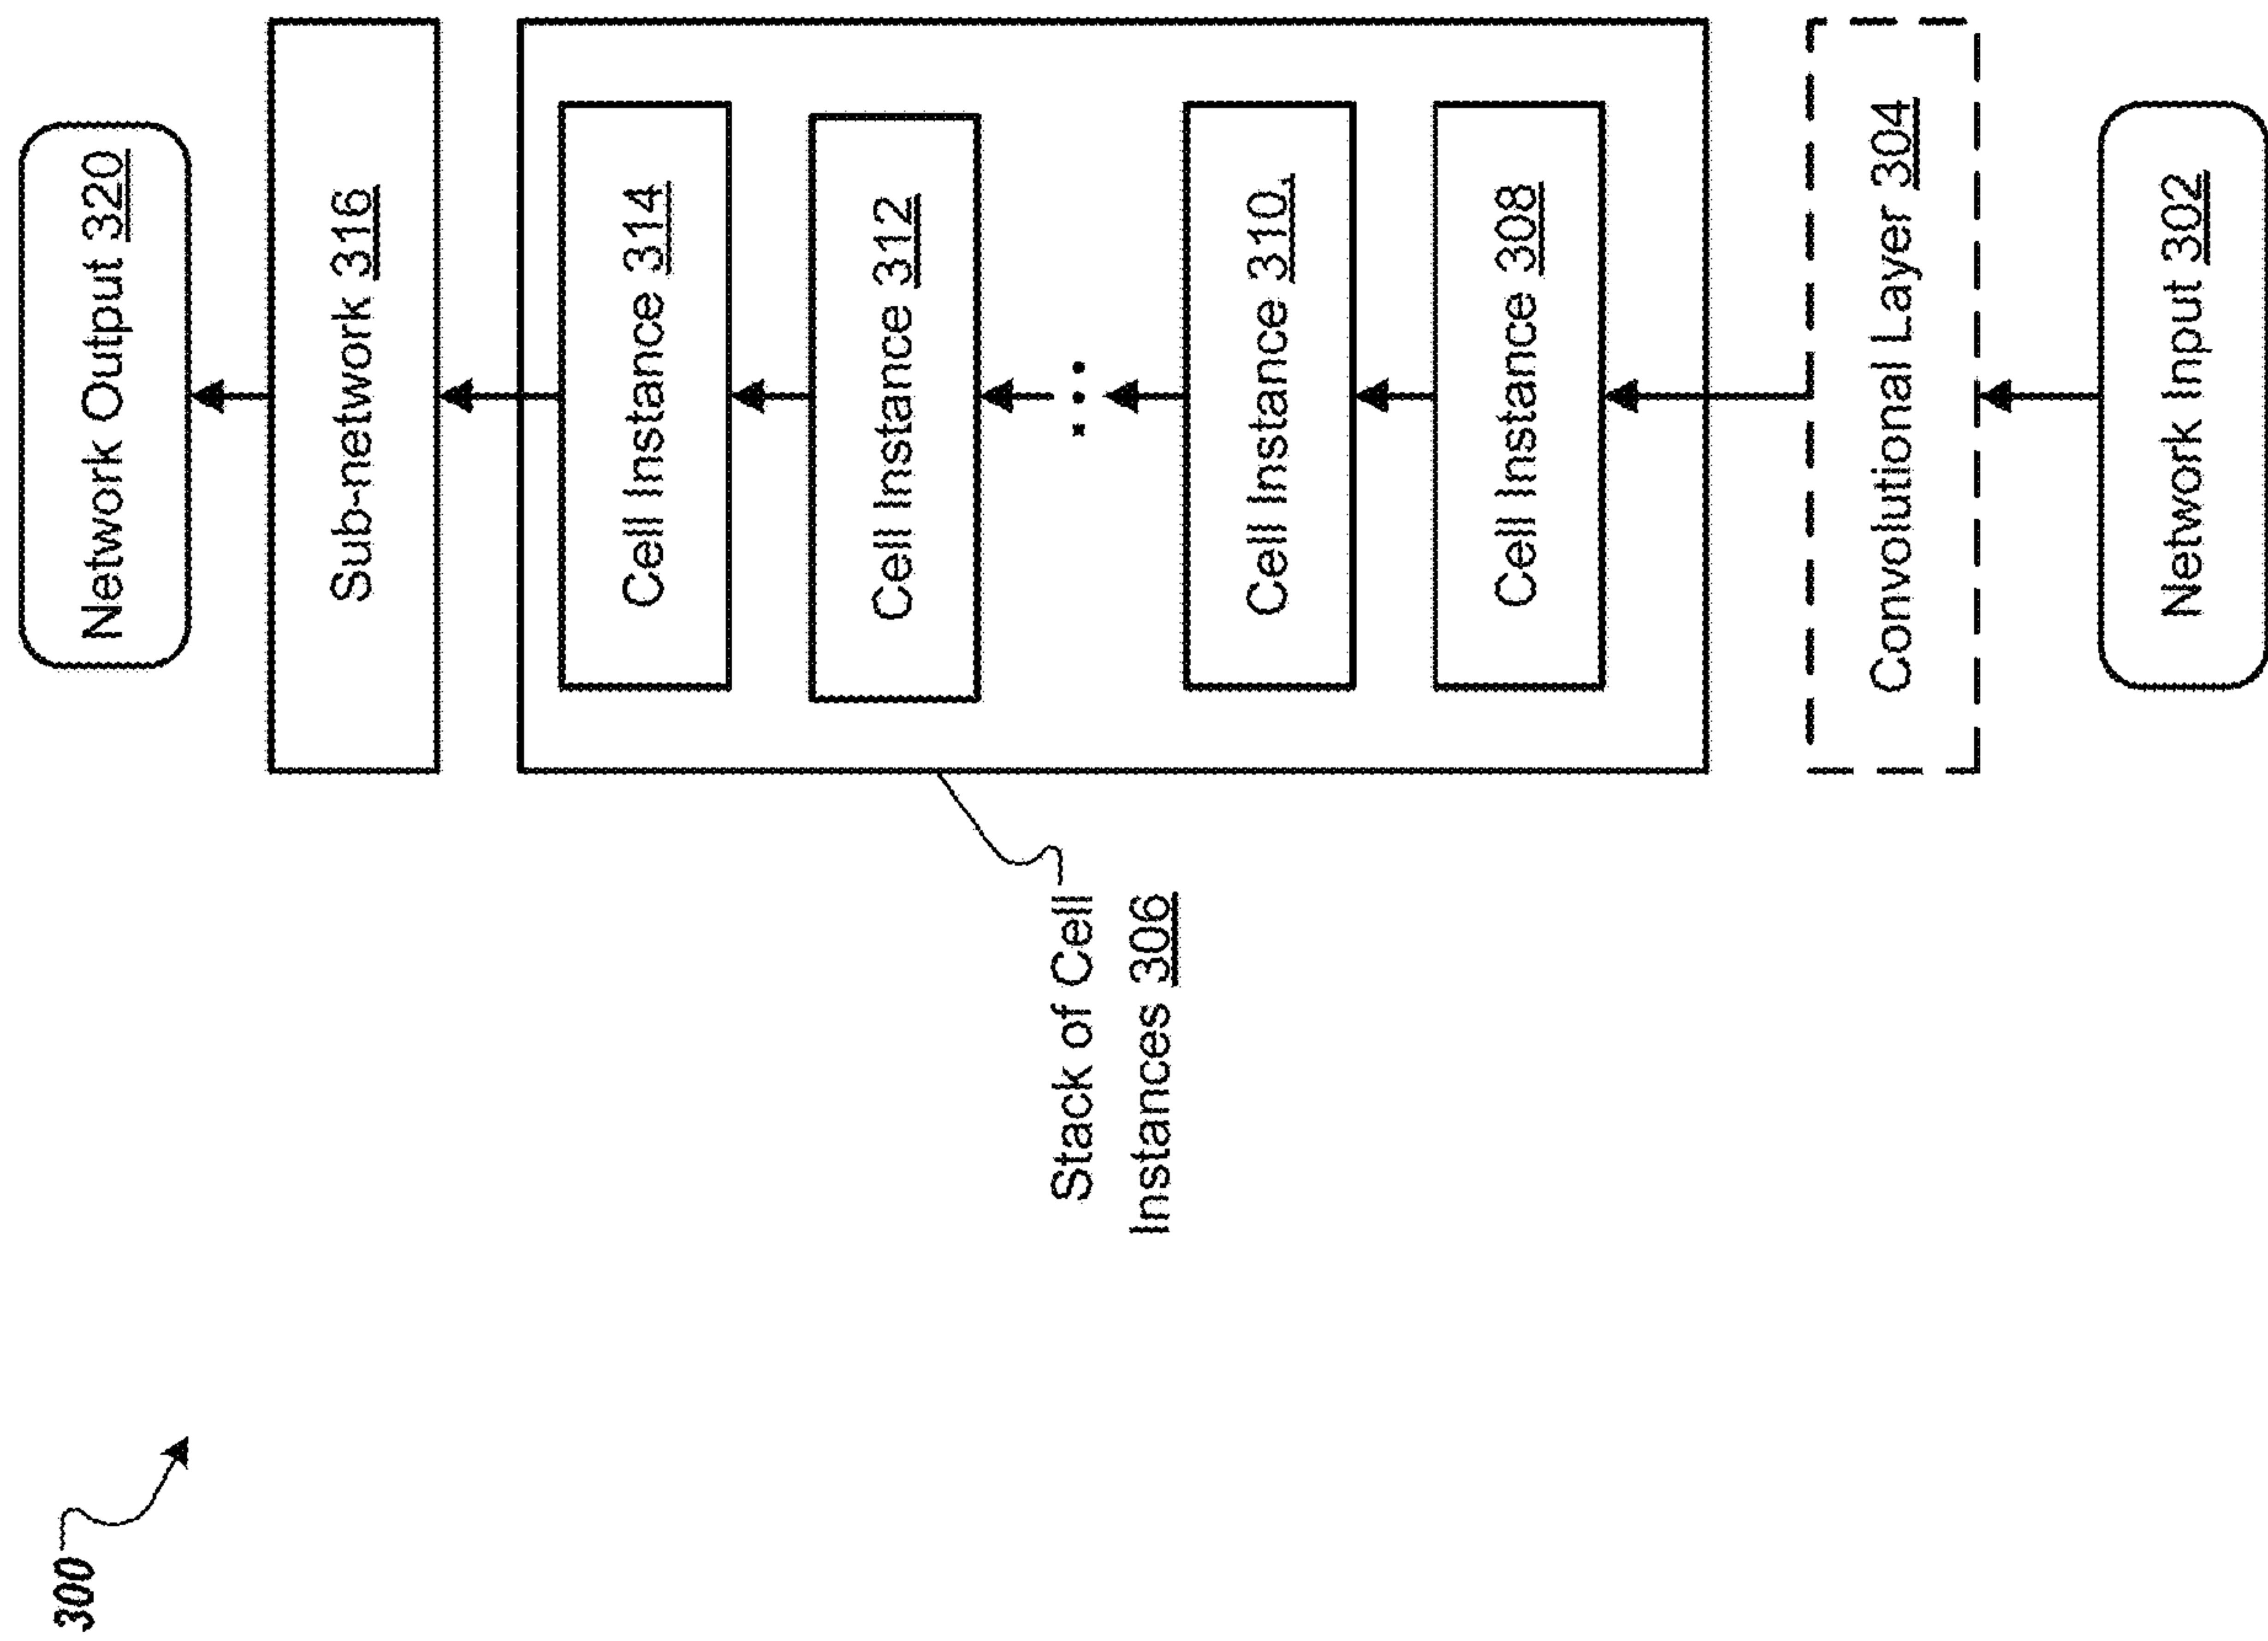 300
Network Output 320
Sub-network 316
Cell Instance 314
Cell Instance 312
Cell Instance 310
Cell Instance 308
Stack of Cell
Instances 306
Convolutional Layer 304
Network Input 302